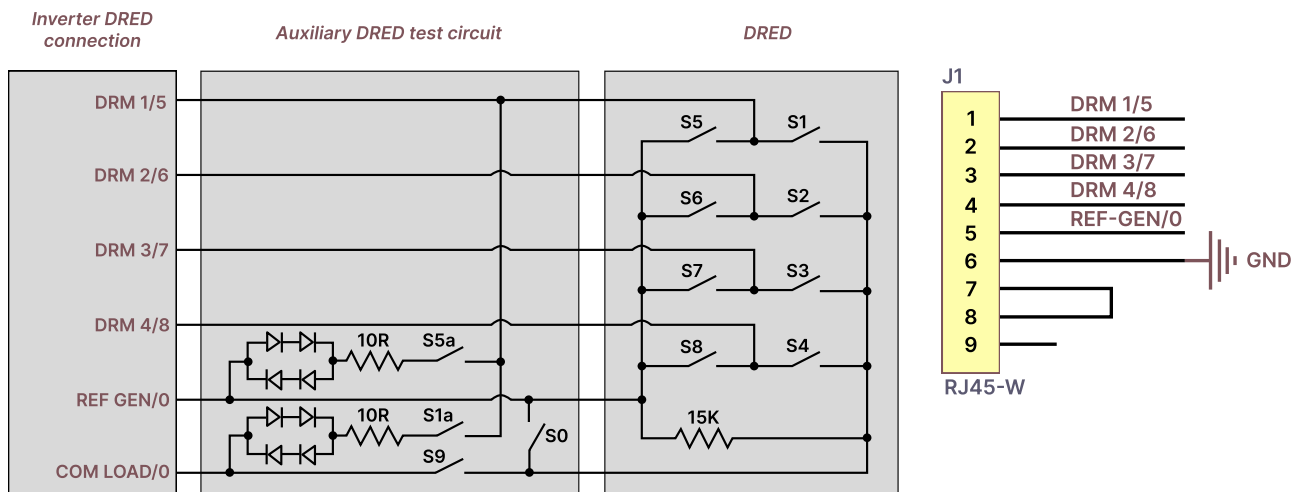 Inverter DRED
connection
Auxiliary DRED test circuit
DRED
DRM 1/5
DRM 2/6
DRM 3/7
DRM 4/8
REF GEN/0
COM LOAD/0
10R
S5a
10R
S1a
S9
S0
S5
S1
S6
S2
S7
S3
S8
S4
15K
J1
1
DRM 1/5
2
DRM 2/6
3
DRM 3/7
4
DRM 4/8
5
REF-GEN/0
6
GND
7
8
9
RJ45-W